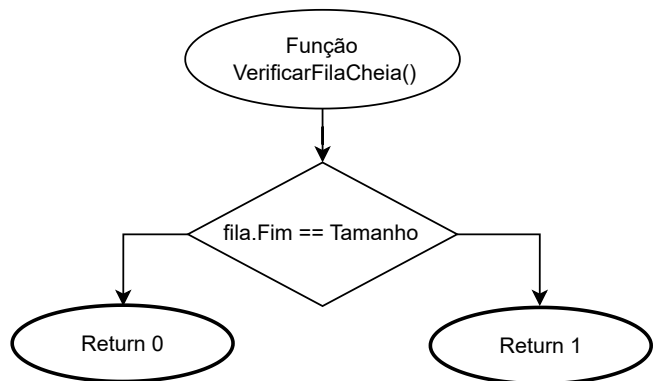 Função
VerificarFilaCheia()
fila.Fim == Tamanho
Return 0
Return 1